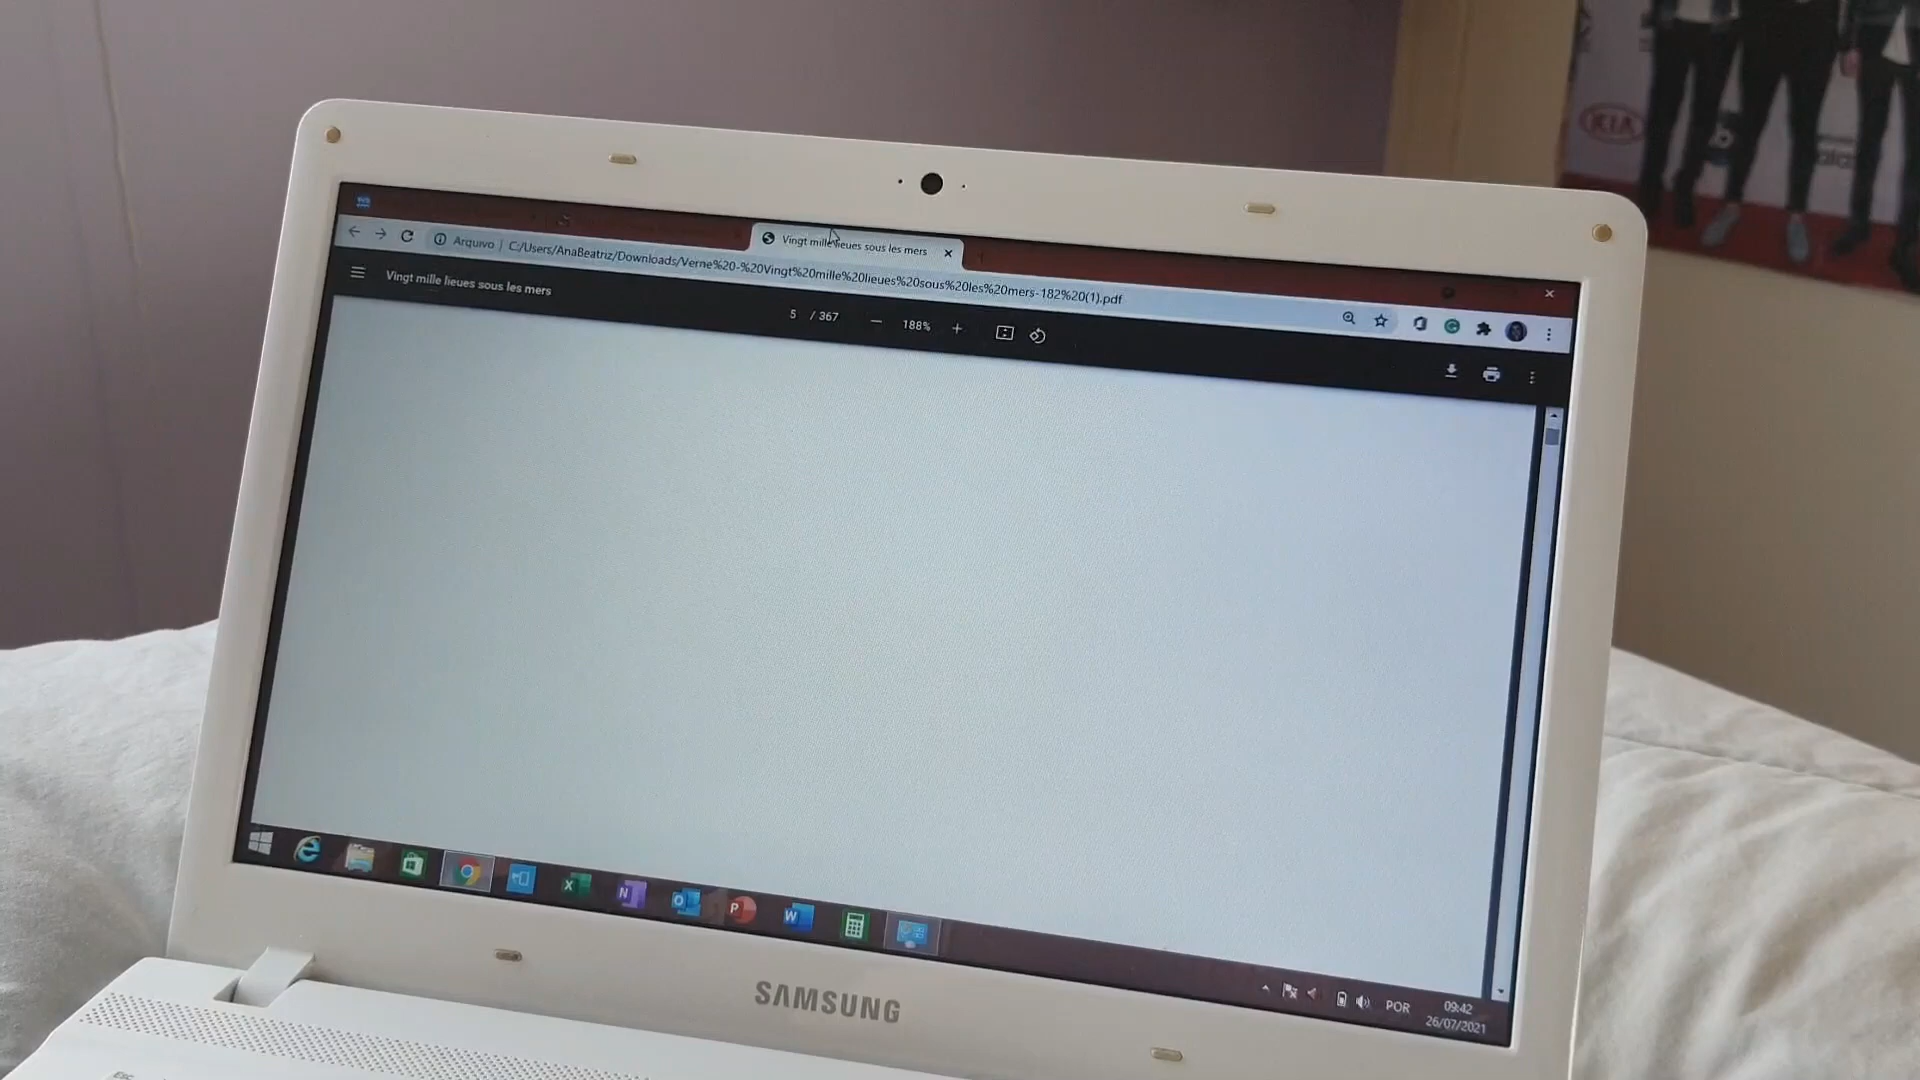 Vingt mille lieues sous les mers
Arquivo | C:/Users/AnaBeatriz/Downloads/Verne%20-%20Vingt%20mille%20lieues%20sous%20les%20mers-182%20(1).pdf
Vingt mille lieues sous les mers
5 / 367
188%
POR
09:42
26/07/2021
SAMSUNG
Esc
KIA